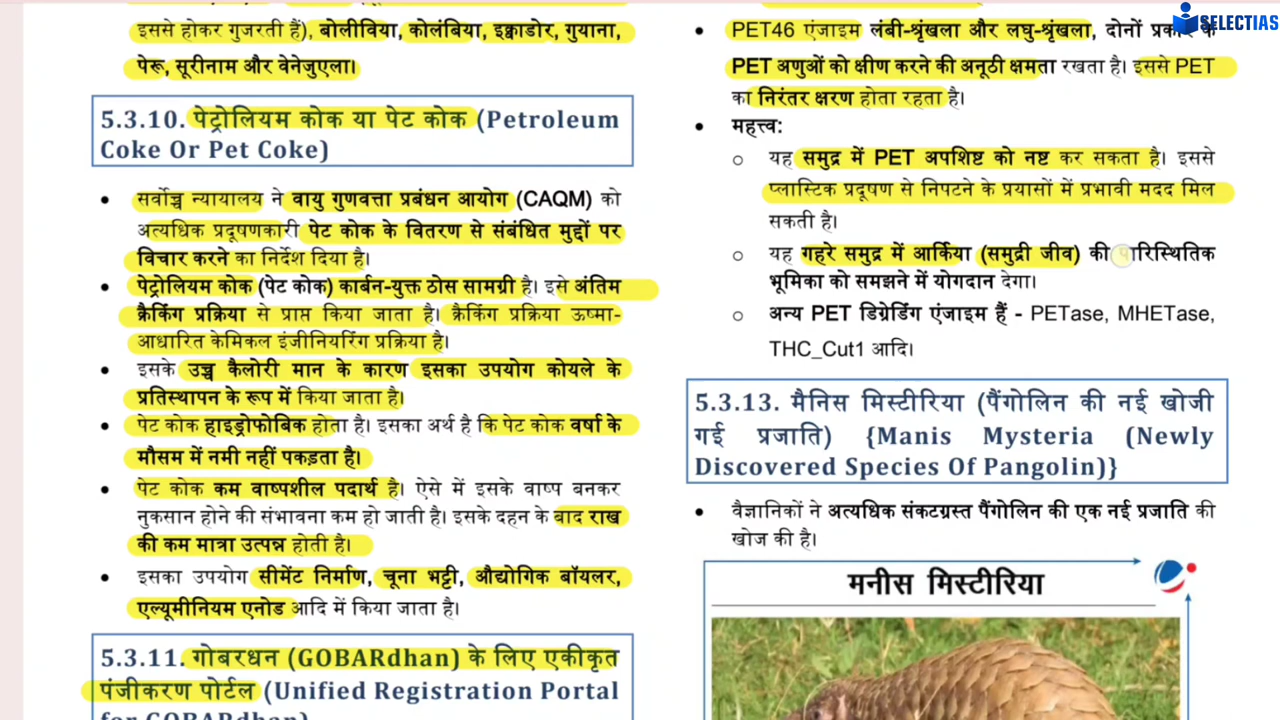 इससे होकर गुजरती हैं), बोलीविया, कोलंबिया, इक्वाडोर, गुयाना,
पेरू, सूरीनाम और वेनेजुएला।
5.3.10. पेट्रोलियम कोक या पेट कोक (Petroleum
Coke Or Pet Coke)
• सर्वोच्च न्यायालय ने वायु गुणवत्ता प्रबंधन आयोग (CAQM) को
अत्यधिक प्रदूषणकारी पेट कोक के वितरण से संबंधित मुद्दों पर
विचार करने का निर्देश दिया है।
• पेट्रोलियम कोक (पेट कोक) कार्बन-युक्त ठोस सामग्री है। इसे अंतिम
क्रैकिंग प्रक्रिया से प्राप्त किया जाता है। क्रैकिंग प्रक्रिया ऊष्मा-
आधारित केमिकल इंजीनियरिंग प्रक्रिया है।
• इसके उच्च कैलोरी मान के कारण इसका उपयोग कोयले के
प्रतिस्थापन के रूप में किया जाता है।
• पेट कोक हाइड्रोफोबिक होता है। इसका अर्थ है कि पेट कोक वर्षा के
मौसम में नमी नहीं पकड़ता है।
• पेट कोक कम वाष्पशील पदार्थ है। ऐसे में इसके वाष्प बनकर
नुकसान होने की संभावना कम हो जाती है। इसके दहन के बाद राख
की कम मात्रा उत्पन्न होती है।
• इसका उपयोग सीमेंट निर्माण, चूना भट्टी, औद्योगिक बॉयलर,
एल्यूमीनियम एनोड आदि में किया जाता है।
5.3.11. गोबरधन (GOBARdhan) के लिए एकीकृत
पंजीकरण पोर्टल (Unified Registration Portal
for GOBARdhan)
SELECTIAS
• PET46 एंजाइम लंबी-श्रृंखला और लघु-श्रृंखला, दोनों प्रकार के
PET अणुओं को क्षीण करने की अनूठी क्षमता रखता है। इससे PET
का निरंतर क्षरण होता रहता है।
• महत्त्व:
o यह समुद्र में PET अपशिष्ट को नष्ट कर सकता है। इससे
प्लास्टिक प्रदूषण से निपटने के प्रयासों में प्रभावी मदद मिल
सकती है।
o यह गहरे समुद्र में आर्किया (समुद्री जीव) की पारिस्थितिक
भूमिका को समझने में योगदान देगा।
o अन्य PET डिग्रेडिंग एंजाइम हैं - PETase, MHETase,
THC_Cut1 आदि।
5.3.13. मैनिस मिस्टीरिया (पैंगोलिन की नई खोजी
गई प्रजाति) {Manis Mysteria (Newly
Discovered Species Of Pangolin)}
• वैज्ञानिकों ने अत्यधिक संकटग्रस्त पैंगोलिन की एक नई प्रजाति की
खोज की है।
मनीस मिस्टीरिया